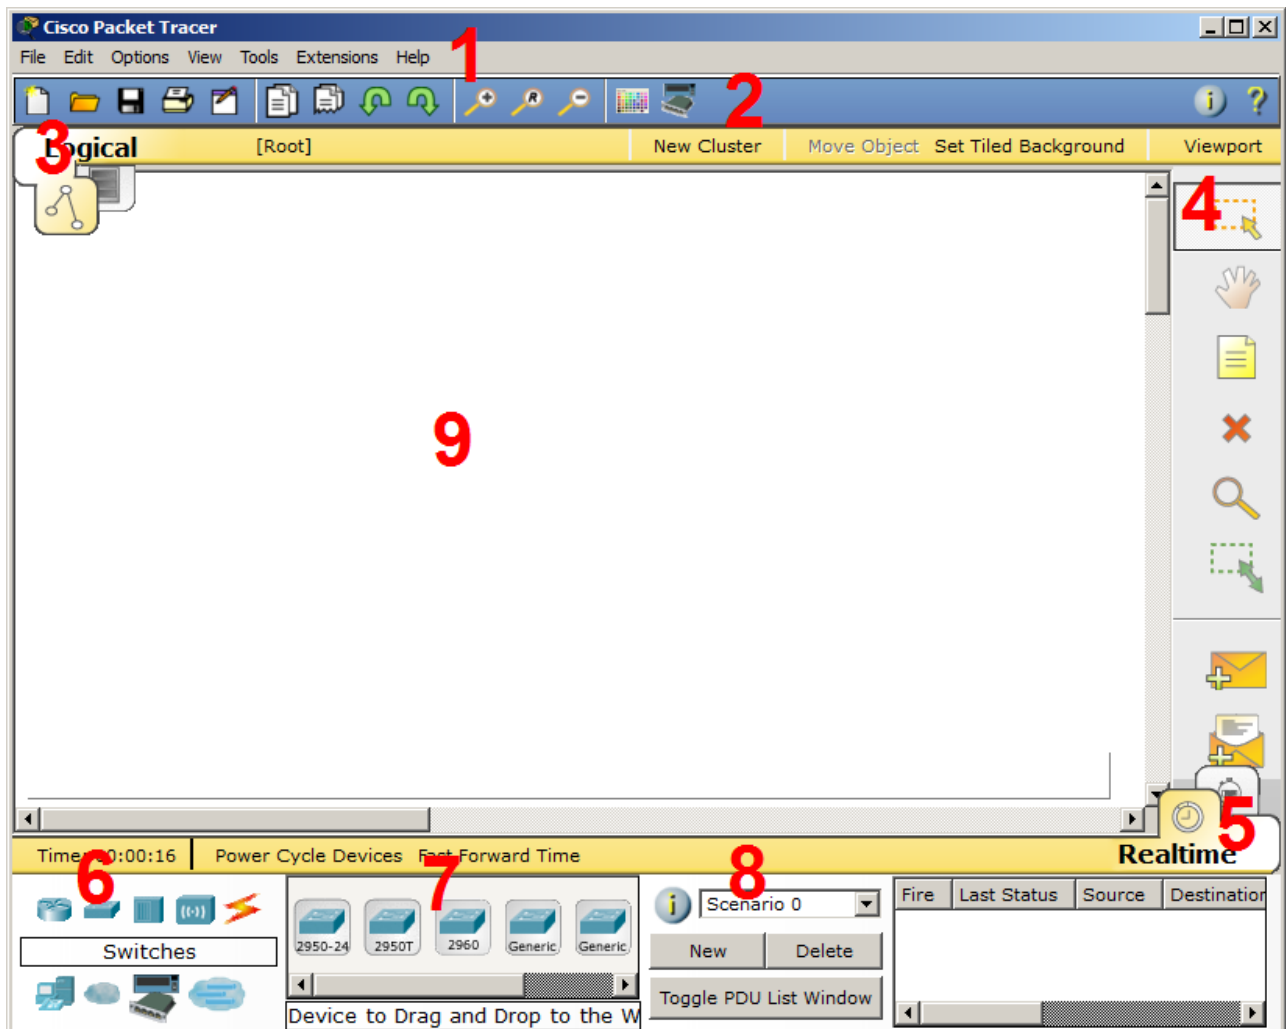 Cisco Packet Tracer
File Edit Options View Tools Extensions Help
1
2
R
i ?
3
Logical [Root] New Cluster Move Object Set Tiled Background Viewport
4
9
5
Time: 00:00:16 Power Cycle Devices Fast Forward Time Realtime
6
7
8
Switches
2950-24 2950T 2960 Generic Generic
Device to Drag and Drop to the W
i Scenario 0
New Delete
Toggle PDU List Window
Fire Last Status Source Destination